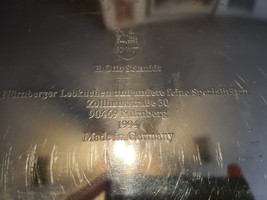 E. Otto Schmidt
Nürnberger Lebkuchen und andere feine Spezialitäten
Zollhausstraße 30
90469 Nürnberg
1994
Made in Germany